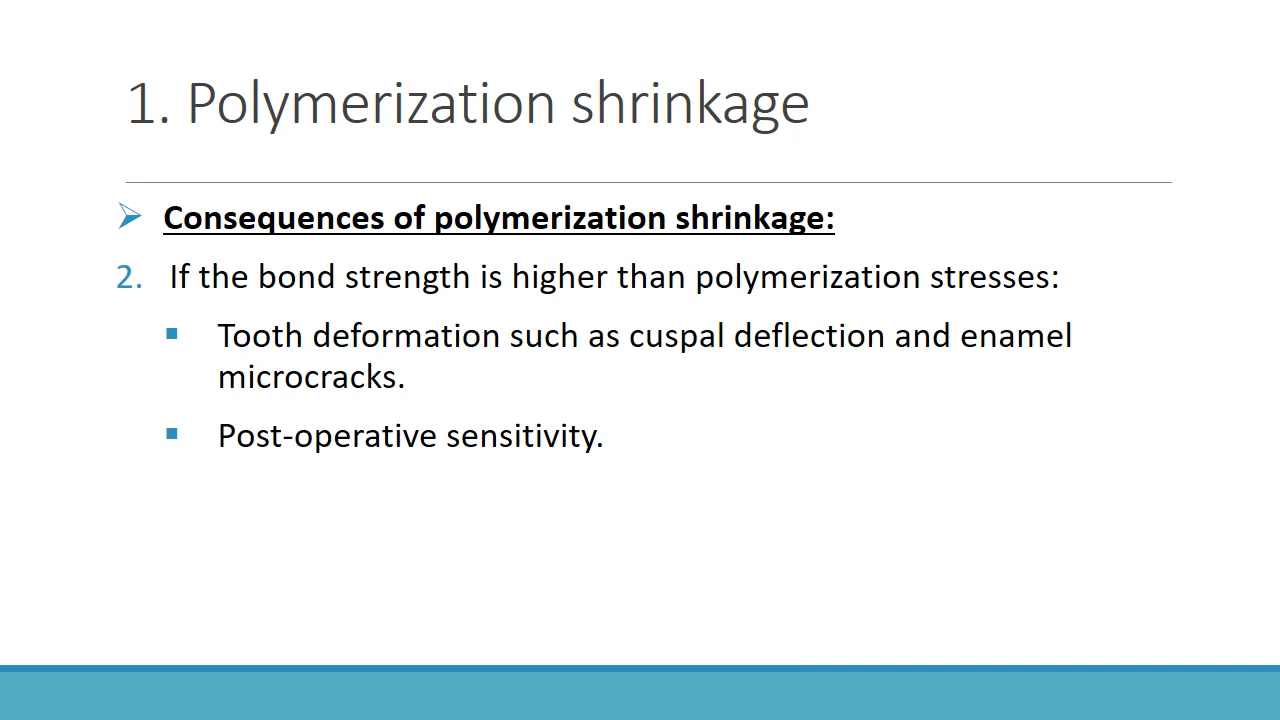 1. Polymerization shrinkage
Consequences of polymerization shrinkage:
2. If the bond strength is higher than polymerization stresses:
Tooth deformation such as cuspal deflection and enamel
microcracks.
Post-operative sensitivity.